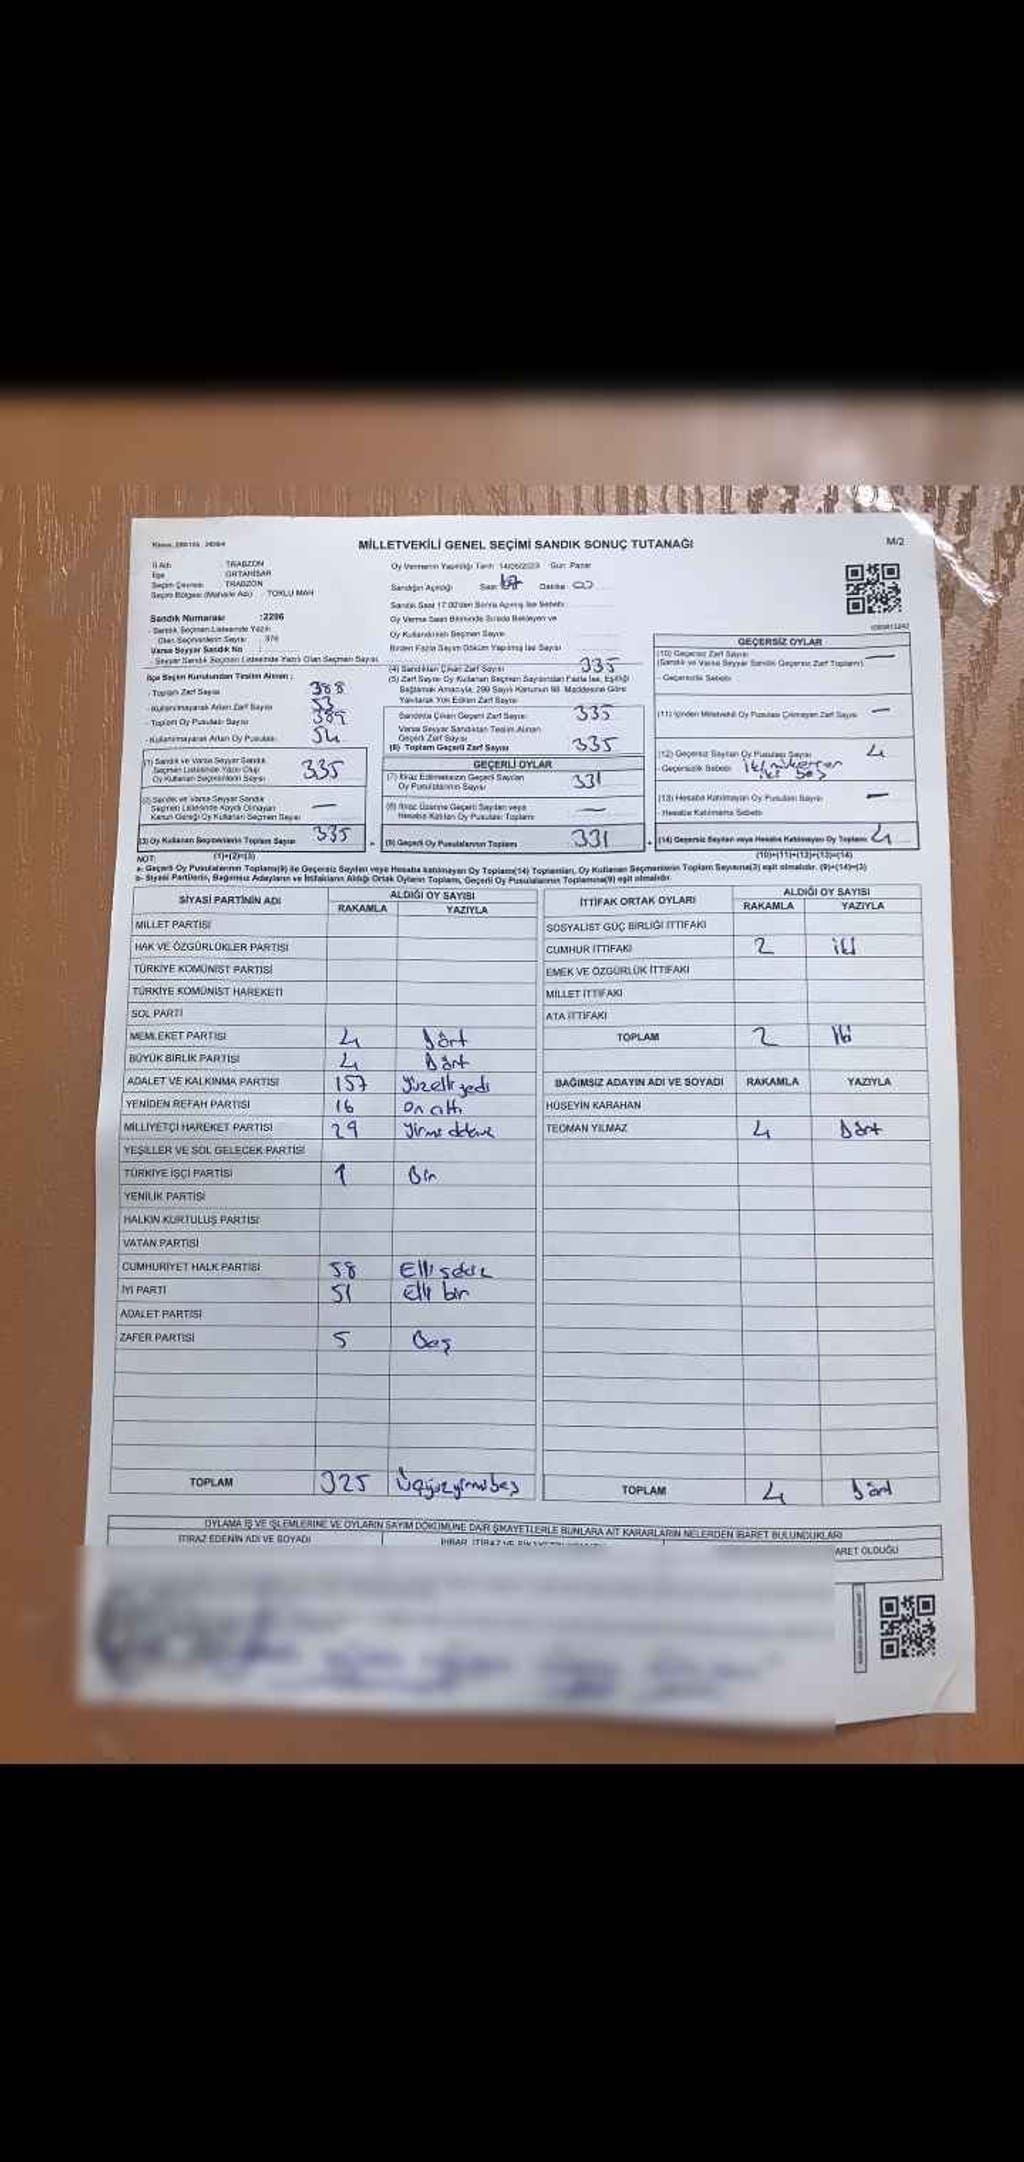 MİLLETVEKİLİ GENEL SEÇİMİ SANDIK SONUÇ TUTANAĞI
M/2
İl Adı TRABZON
İlçe ORTAHİSAR
Seçim Çevresi TRABZON
Seçim Bölgesi (Mahalle Adı) : TOKLU MAH
Sandık Numarası :2296
- Sandık Seçmen Listesinde Yazılı
Olan Seçmenlerin Sayısı : 376
Varsa Seyyar Sandık No :
Seyyar Sandık Seçmen Listesinde Yazılı Olan Seçmen Sayısı
İlçe Seçim Kurulundan Teslim Alınan ;
- Toplam Zarf Sayısı 388
- Kullanılmayarak Artan Zarf Sayısı 53
- Toplam Oy Pusulası Sayısı 389
- Kullanılmayarak Artan Oy Pusulası 54
(1) Sandık ve Varsa Seyyar Sandık
Seçmen Listesinde Yazılı Olup
Oy Kullanan Seçmenlerin Sayısı 335
(2) Sandık ve Varsa Seyyar Sandık
Seçmen Listesinde Kayıtlı Olmayan
Kanun Gereği Oy Kullanan Seçmen Sayısı —
(3) Oy Kullanan Seçmenlerin Toplam Sayısı 335
(1)+(2)=(3)
Oy Vermenin Yapıldığı Tarih 14/05/2023 Gün: Pazar
Sandığın Açıldığı Saat 17 Dakika 00
Sandık Saat 17:00'den Sonra Açılmış İse Sebebi
Oy Verme Saati Bitiminde Sırada Bekleyen ve
Oy Kullandırılan Seçmen Sayısı
Birden Fazla Seçim Döküm Yapılmış İse Sayısı
(4) Sandıktan Çıkan Zarf Sayısı 335
(5) Zarf Sayısı Oy Kullanan Seçmen Sayısından Fazla İse, Eşitliği
Sağlamak Amacıyla, 298 Sayılı Kanunun 98. Maddesine Göre
Yakılarak Yok Edilen Zarf Sayısı
Sandıkta Çıkan Geçerli Zarf Sayısı 335
Varsa Seyyar Sandıktan Teslim Alınan
Geçerli Zarf Sayısı
(6) Toplam Geçerli Zarf Sayısı 335
GEÇERLİ OYLAR
(7) İtiraz Edilmeksizin Geçerli Sayılan
Oy Pusulalarının Sayısı 331
(8) İtiraz Üzerine Geçerli Sayılan veya
Hesaba Katılan Oy Pusulaları Toplamı —
(9) Geçerli Oy Pusulalarının Toplamı 331
GEÇERSİZ OYLAR
(10) Geçersiz Zarf Sayısı —
(Sandık ve Varsa Seyyar Sandık Geçersiz Zarf Toplamı)
- Geçersizlik Sebebi
(11) İçinden Milletvekili Oy Pusulası Çıkmayan Zarf Sayısı —
(12) Geçersiz Sayılan Oy Pusulası Sayısı 4
- Geçersizlik Sebebi iki mükerrer
iki boş
(13) Hesaba Katılmayan Oy Pusulası Sayısı —
- Hesaba Katılmama Sebebi
(14) Geçersiz Sayılan veya Hesaba Katılmayan Oy Toplamı 4
(10)+(11)+(12)+(13)=(14)
NOT:
a- Geçerli Oy Pusulalarının Toplamı(9) ile Geçersiz Sayılan veya Hesaba katılmayan Oy Toplamı(14) Toplamları, Oy Kullanan Seçmenlerin Toplam Sayısına(3) eşit olmalıdır. (9)+(14)=(3)
b- Siyasi Partilerin, Bağımsız Adayların ve İttifakların Aldığı Ortak Oyların Toplamı, Geçerli Oy Pusulalarının Toplamına(9) eşit olmalıdır.
SİYASİ PARTİNİN ADI ALDIĞI OY SAYISI
RAKAMLA YAZIYLA
MİLLET PARTİSİ
HAK VE ÖZGÜRLÜKLER PARTİSİ
TÜRKİYE KOMÜNİST PARTİSİ
TÜRKİYE KOMÜNİST HAREKETİ
SOL PARTİ
MEMLEKET PARTİSİ 4 Dört
BÜYÜK BİRLİK PARTİSİ 4 Dört
ADALET VE KALKINMA PARTİSİ 157 Yüzelli yedi
YENİDEN REFAH PARTİSİ 16 On altı
MİLLİYETÇİ HAREKET PARTİSİ 29
YEŞİLLER VE SOL GELECEK PARTİSİ
TÜRKİYE İŞÇİ PARTİSİ 1 Bir
YENİLİK PARTİSİ
HALKIN KURTULUŞ PARTİSİ
VATAN PARTİSİ
CUMHURİYET HALK PARTİSİ 58 Elli sekiz
İYİ PARTİ 51 Elli bir
ADALET PARTİSİ
ZAFER PARTİSİ 5 Beş
TOPLAM 325 Üçyüzyirmibeş
İTTİFAK ORTAK OYLARI ALDIĞI OY SAYISI
RAKAMLA YAZIYLA
SOSYALİST GÜÇ BİRLİĞİ İTTİFAKI
CUMHUR İTTİFAKI 2 iki
EMEK VE ÖZGÜRLÜK İTTİFAKI
MİLLET İTTİFAKI
ATA İTTİFAKI
TOPLAM 2 iki
BAĞIMSIZ ADAYIN ADI VE SOYADI RAKAMLA YAZIYLA
HÜSEYİN KARAHAN
TEOMAN YILMAZ 4 Dört
TOPLAM 4 Dört
OYLAMA İŞ VE İŞLEMLERİNE VE OYLARIN SAYIM DÖKÜMÜNE DAİR ŞİKAYETLERLE BUNLARA AİT KARARLARIN NELERDEN İBARET BULUNDUKLARI
İTİRAZ EDENİN ADI VE SOYADI
ARET OLDUĞU